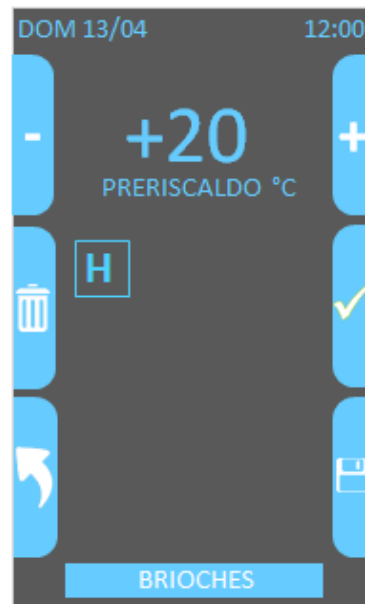 DOM 13/04 12:00
- +20 +
PRERISCALDO °C
H
BRIOCHES